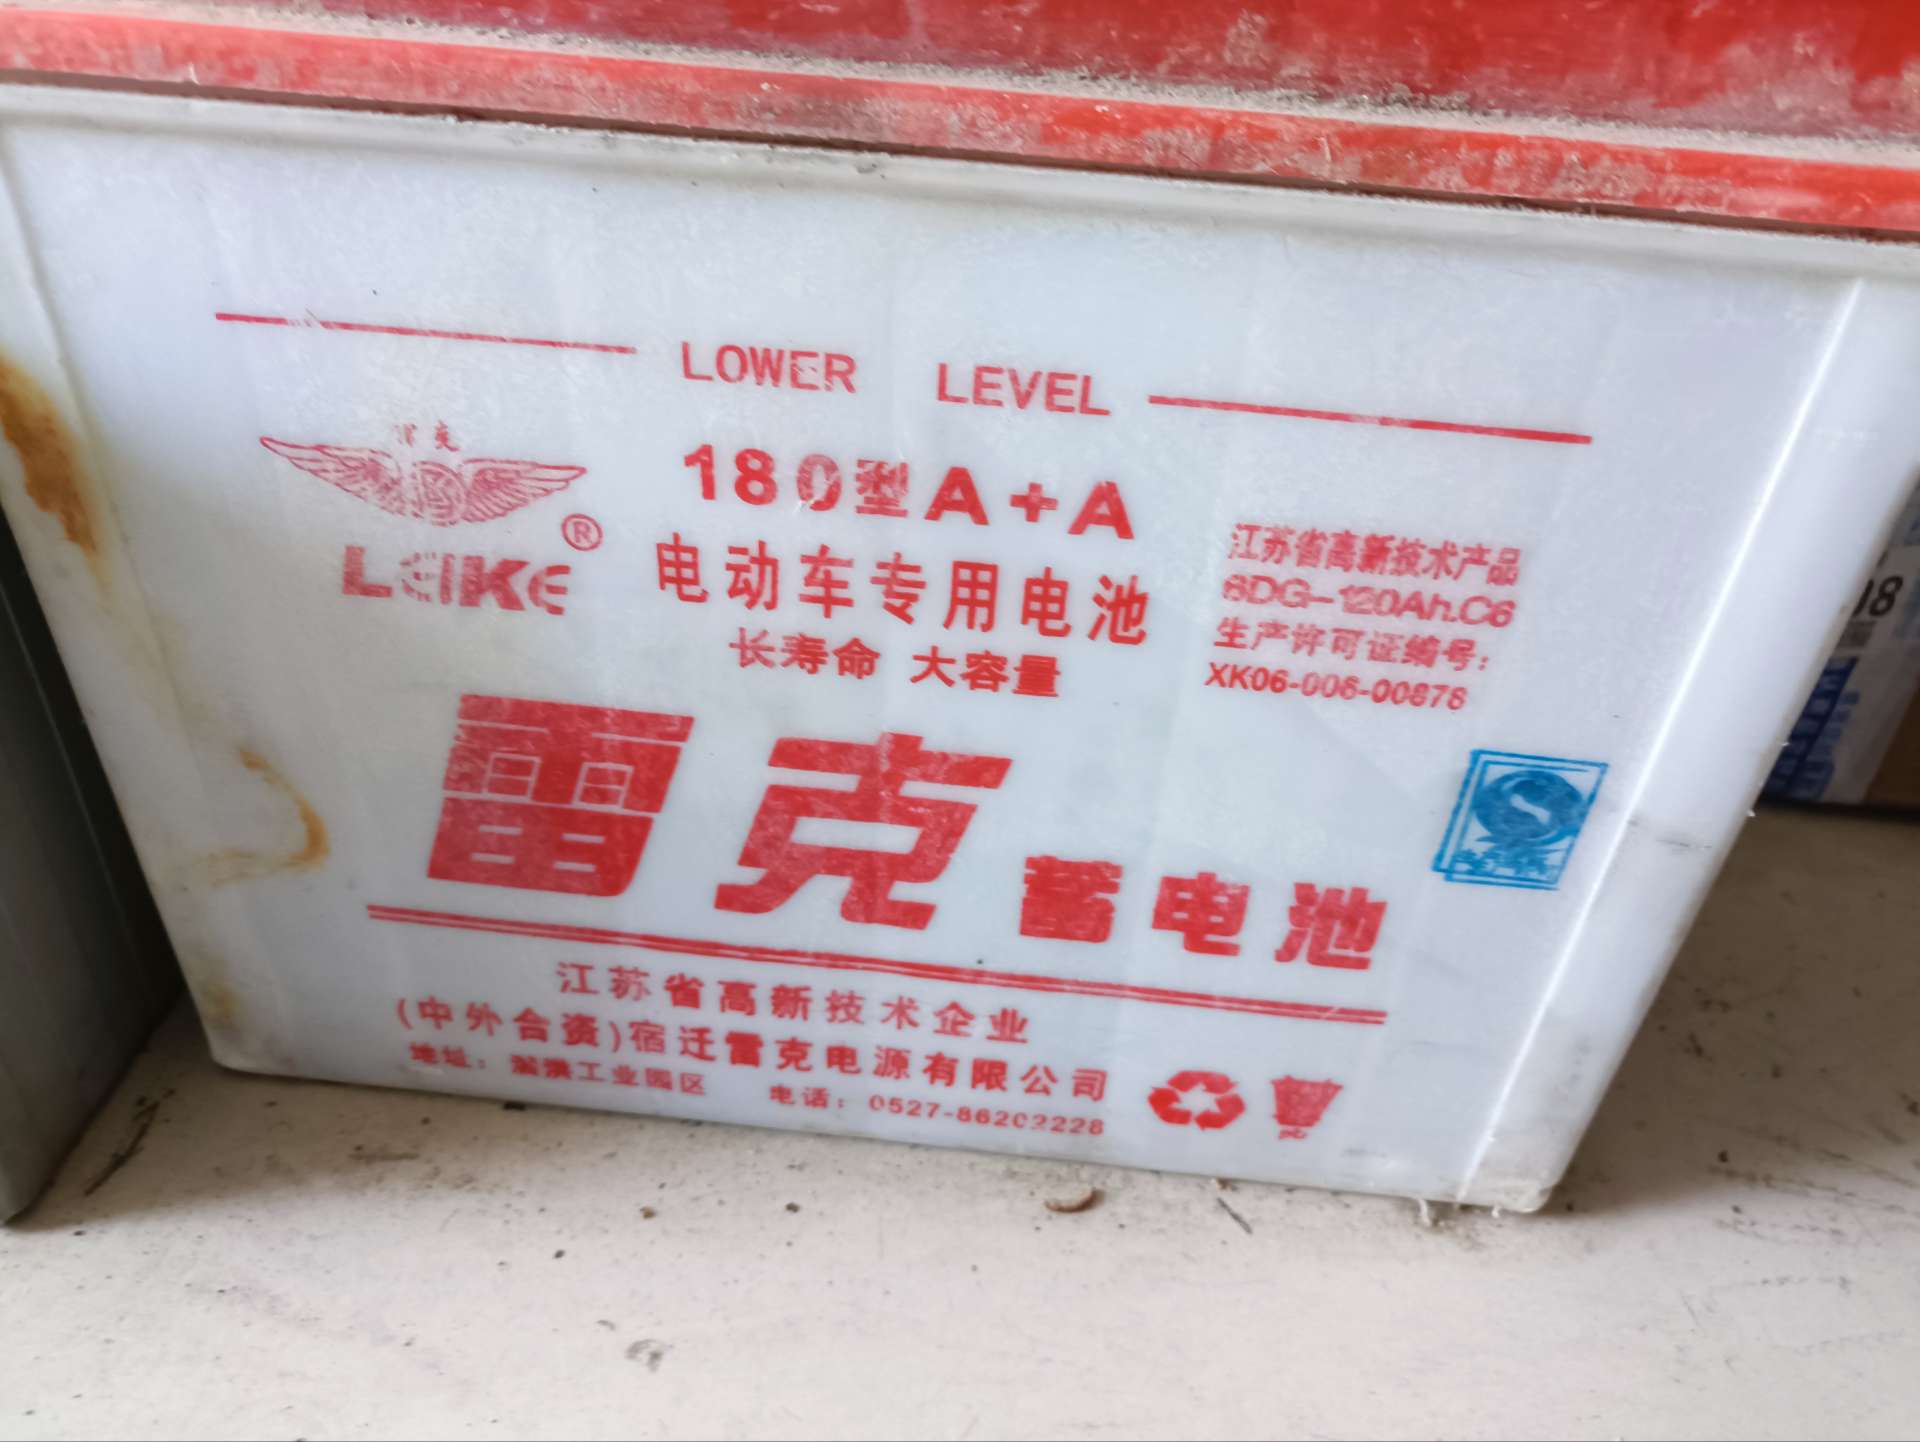 LOWER LEVEL
180型A+A
LEIKE®
电动车专用电池
长寿命 大容量
江苏省高新技术产品
6DG-120Ah.C6
生产许可证编号:
XK06-006-00878
雷克 蓄电池
江苏省高新技术企业
(中外合资)宿迁雷克电源有限公司
地址: 工业园区 电话: 0527-86202228